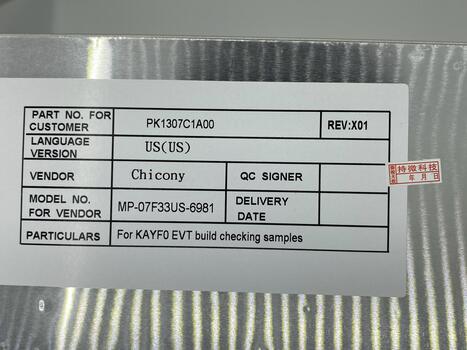 PART NO. FOR CUSTOMER PK1307C1A00 REV:X01
LANGUAGE VERSION US(US)
VENDOR Chicony QC SIGNER
MODEL NO. FOR VENDOR MP-07F33US-6981 DELIVERY DATE
PARTICULARS For KAYF0 EVT build checking samples
持微科技
年 月 日